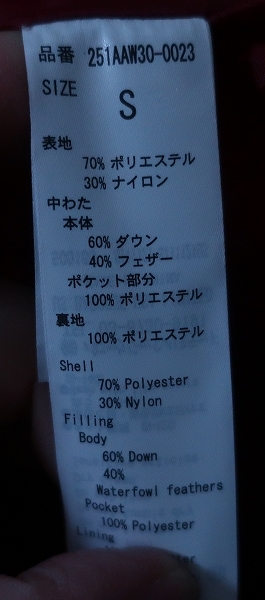 品番 251AAW30-0023
SIZE
S
表地
70% ポリエステル
30% ナイロン
中わた
本体
60% ダウン
40% フェザー
ポケット部分
100% ポリエステル
裏地
100% ポリエステル
Shell
70% Polyester
30% Nylon
Filling
Body
60% Down
40%
Waterfowl feathers
Pocket
100% Polyester
Lining